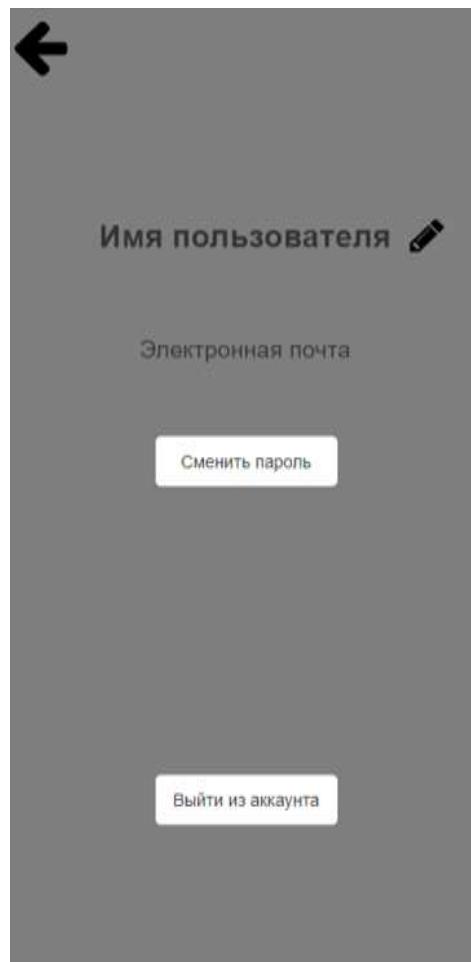 Имя пользователя
Электронная почта
Сменить пароль
Выйти из аккаунта